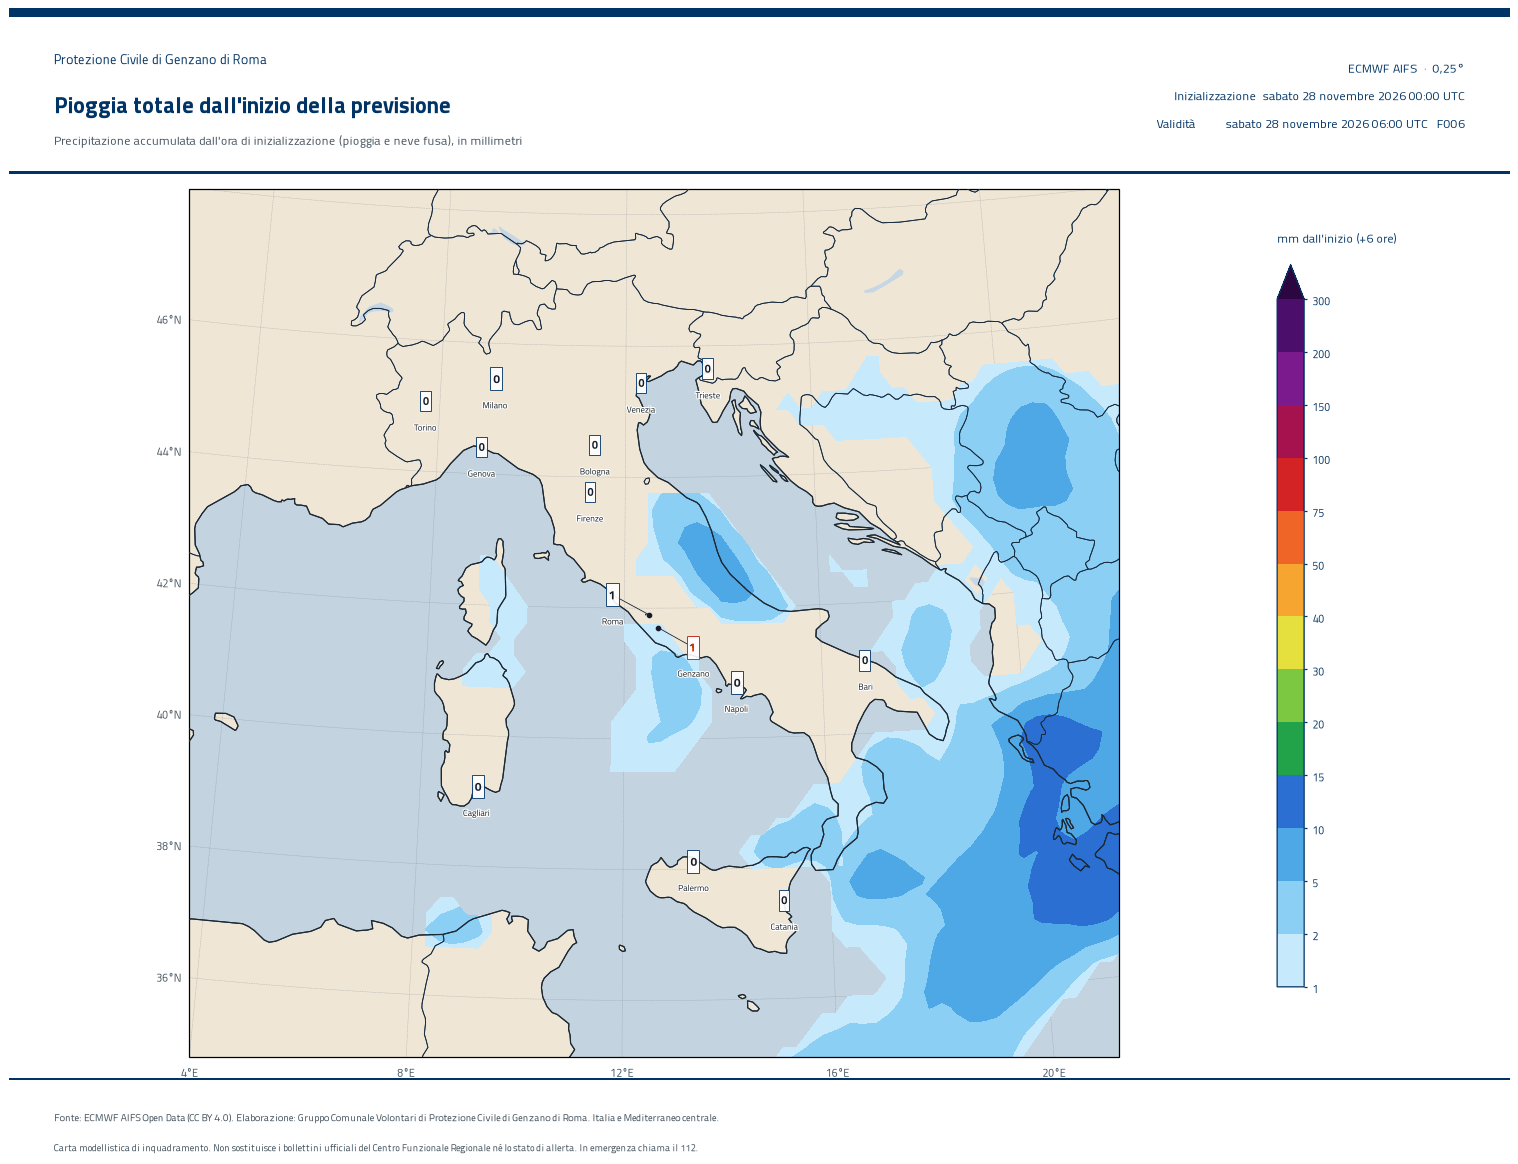 Protezione Civile di Genzano di Roma
Pioggia totale dall'inizio della previsione
Precipitazione accumulata dall'ora di inizializzazione (pioggia e neve fusa), in millimetri
ECMWF AIFS · 0,25°
Inizializzazione sabato 28 novembre 2026 00:00 UTC
Validità sabato 28 novembre 2026 06:00 UTC F006
mm dall'inizio (+6 ore)
300
200
150
100
75
50
40
30
20
15
10
5
2
1
46°N
44°N
42°N
40°N
38°N
36°N
4°E
8°E
12°E
16°E
20°E
0
Trieste
0
Milano
0
Venezia
0
Torino
0
Genova
0
Bologna
0
Firenze
1
Roma
1
Genzano
0
Bari
0
Napoli
0
Cagliari
0
Palermo
0
Catania
Fonte: ECMWF AIFS Open Data (CC BY 4.0). Elaborazione: Gruppo Comunale Volontari di Protezione Civile di Genzano di Roma. Italia e Mediterraneo centrale.
Carta modellistica di inquadramento. Non sostituisce i bollettini ufficiali del Centro Funzionale Regionale né lo stato di allerta. In emergenza chiama il 112.